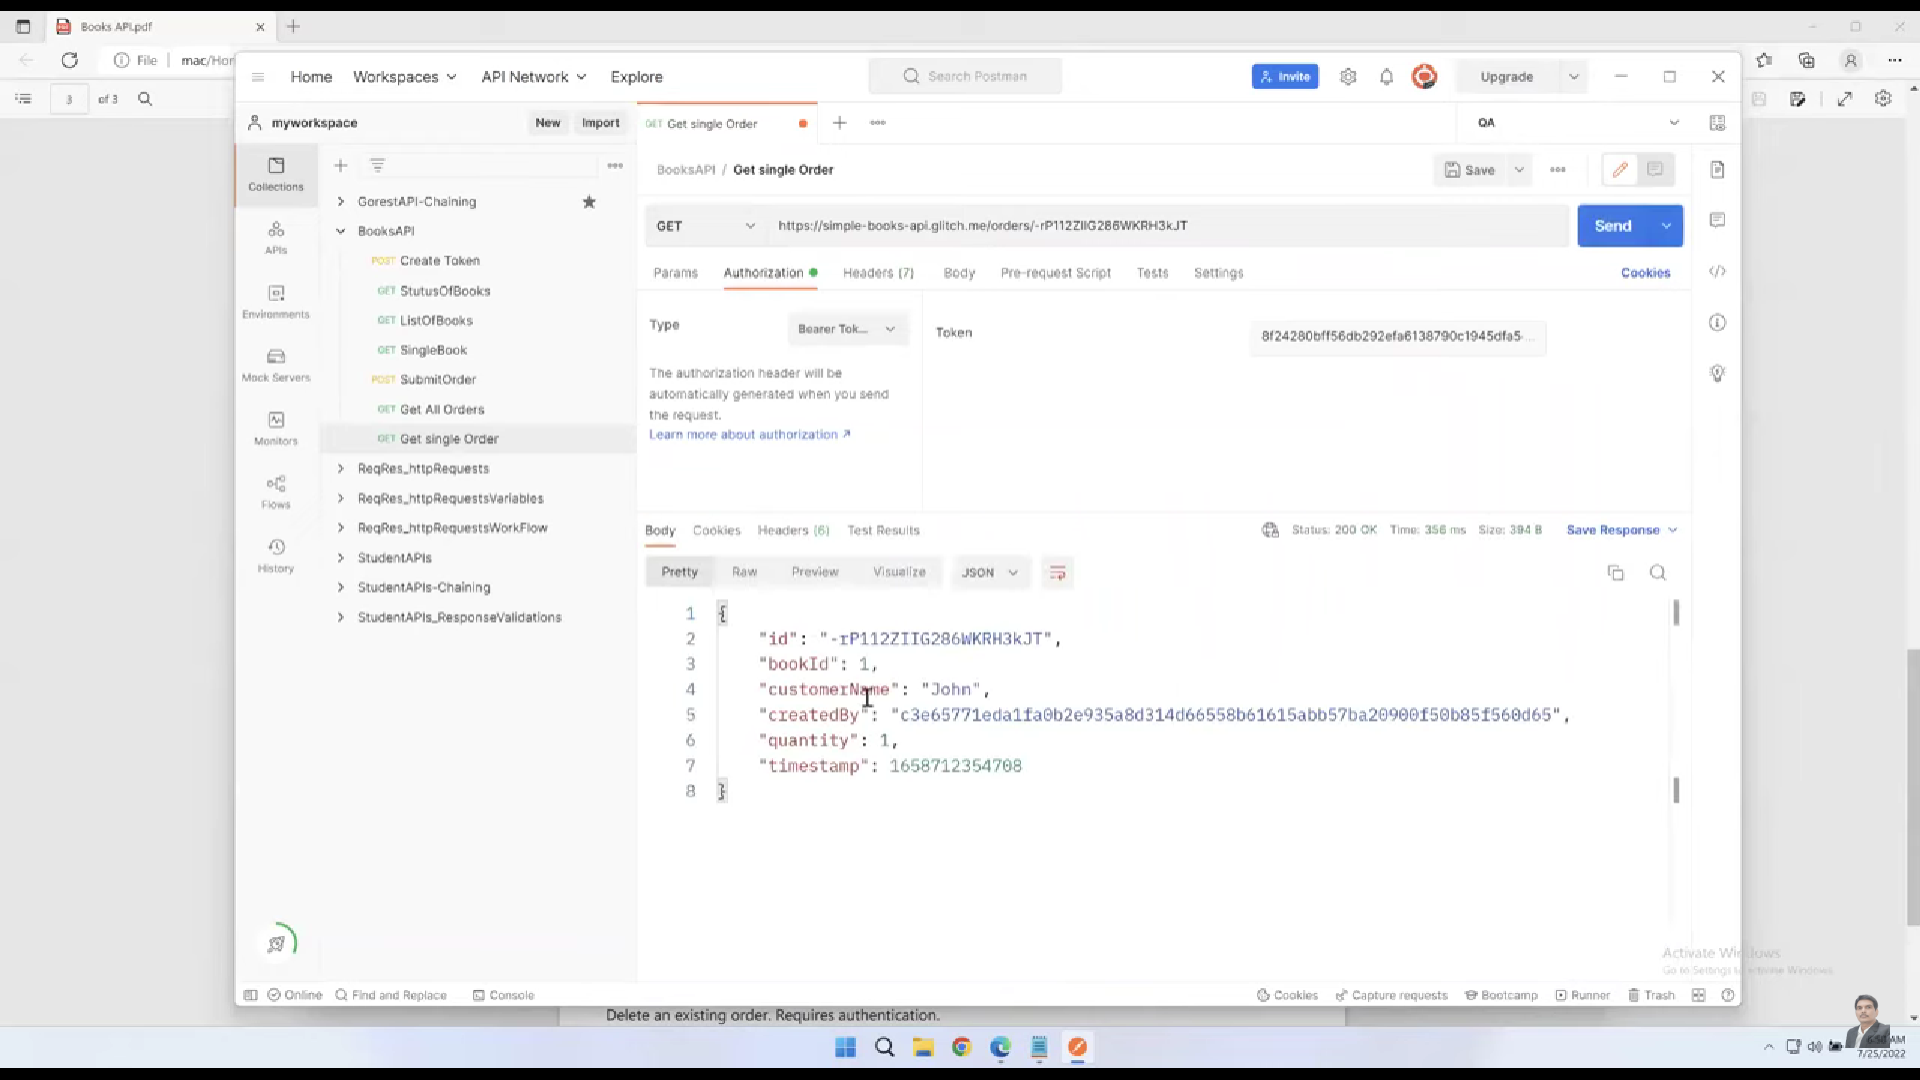 Books API.pdf
File
mac/Hor
3 of 3
Home Workspaces API Network Explore
Search Postman
Invite
Upgrade
myworkspace
New Import
GET Get single Order
QA
BooksAPI / Get single Order
Save
Collections
APIs
Environments
Mock Servers
Monitors
Flows
History
GorestAPI-Chaining
BooksAPI
POST Create Token
GET StutusOfBooks
GET ListOfBooks
GET SingleBook
POST SubmitOrder
GET Get All Orders
GET Get single Order
ReqRes_httpRequests
ReqRes_httpRequestsVariables
ReqRes_httpRequestsWorkFlow
StudentAPIs
StudentAPIs-Chaining
StudentAPIs_ResponseValidations
GET
https://simple-books-api.glitch.me/orders/-rP112ZIIG286WKRH3kJT
Send
Params Authorization Headers (7) Body Pre-request Script Tests Settings
Cookies
Type
Bearer Tok...
The authorization header will be
automatically generated when you send
the request.
Learn more about authorization ↗
Token
8f24280bff56db292efa6138790c1945dfa5-...
Body Cookies Headers (6) Test Results
Status: 200 OK Time: 356 ms Size: 394 B
Save Response
Pretty Raw Preview Visualize JSON
1 {
2 "id": "-rP112ZIIG286WKRH3kJT",
3 "bookId": 1,
4 "customerName": "John",
5 "createdBy": "c3e65771eda1fa0b2e935a8d314d66558b61615abb57ba20900f50b85f560d65",
6 "quantity": 1,
7 "timestamp": 1658712354708
8 }
Activate Windows
Go to Settings to activate Windows.
Online Find and Replace Console
Cookies Capture requests Bootcamp Runner Trash
Delete an existing order. Requires authentication.
AM
7/25/2022